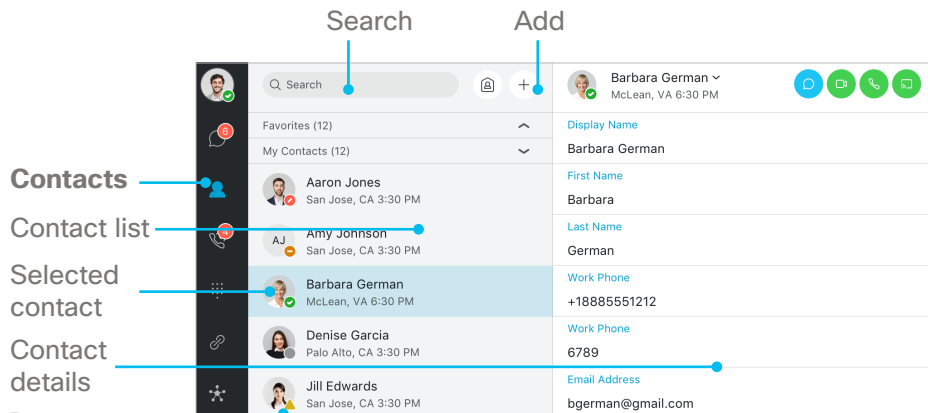 Search
Add
Contacts
Contact list
Selected
contact
Contact
details
6
4
Search
Favorites (12)
My Contacts (12)
Aaron Jones
San Jose, CA 3:30 PM
AJ
Amy Johnson
San Jose, CA 3:30 PM
Barbara German
McLean, VA 6:30 PM
Denise Garcia
Palo Alto, CA 3:30 PM
Jill Edwards
San Jose, CA 3:30 PM
Barbara German
McLean, VA 6:30 PM
Display Name
Barbara German
First Name
Barbara
Last Name
German
Work Phone
+18885551212
Work Phone
6789
Email Address
bgerman@gmail.com